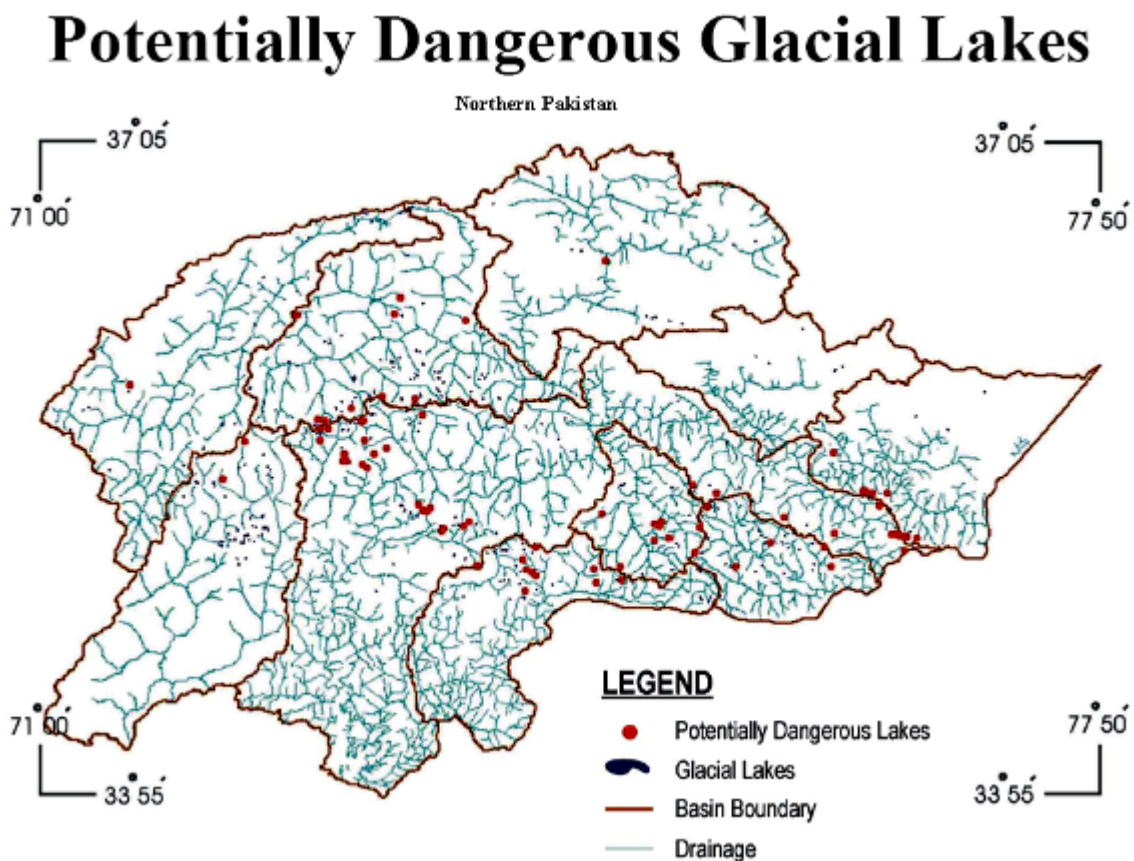 Potentially Dangerous Glacial Lakes
Northern Pakistan
37° 05′
37° 05′
71° 00′
77° 50′
LEGEND
Potentially Dangerous Lakes
71° 00′
77° 50′
Glacial Lakes
33° 55′
33° 55′
Basin Boundary
Drainage